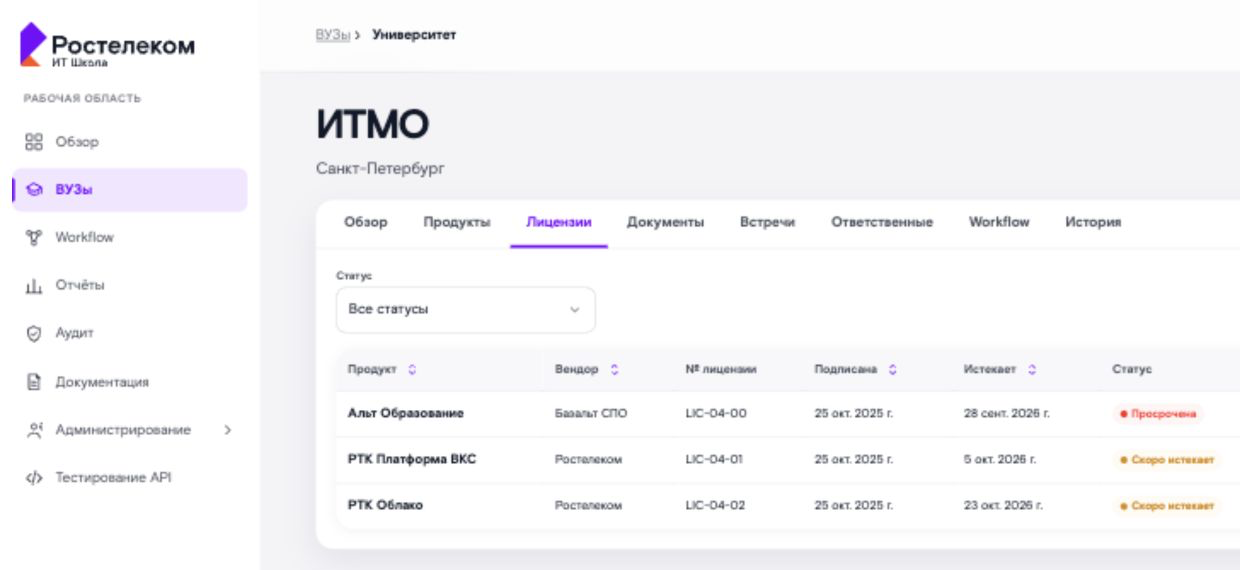 Ростелеком
ИТ Школа
РАБОЧАЯ ОБЛАСТЬ
Обзор
ВУЗы
Workflow
Отчёты
Аудит
Документация
Администрирование
Тестирование API
ВУЗы › Университет
ИТМО
Санкт-Петербург
Обзор Продукты Лицензии Документы Встречи Ответственные Workflow История
Статус
Все статусы
Продукт Вендор № лицензии Подписана Истекает Статус
Альт Образование Базальт СПО LIC-04-00 25 окт. 2025 г. 28 сент. 2026 г. Просрочена
РТК Платформа ВКС Ростелеком LIC-04-01 25 окт. 2025 г. 5 окт. 2026 г. Скоро истекает
РТК Облако Ростелеком LIC-04-02 25 окт. 2025 г. 23 окт. 2026 г. Скоро истекает